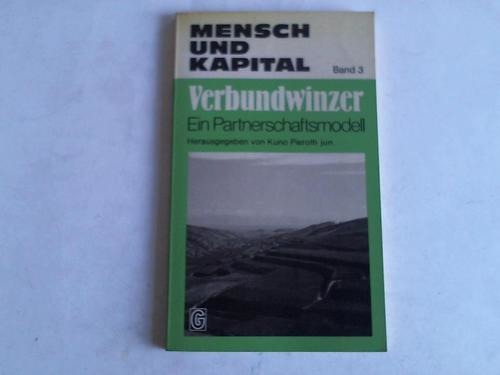 MENSCH
UND
KAPITAL Band 3
Verbundwinzer
Ein Partnerschaftsmodell
Herausgegeben von Kuno Pieroth jun.
G